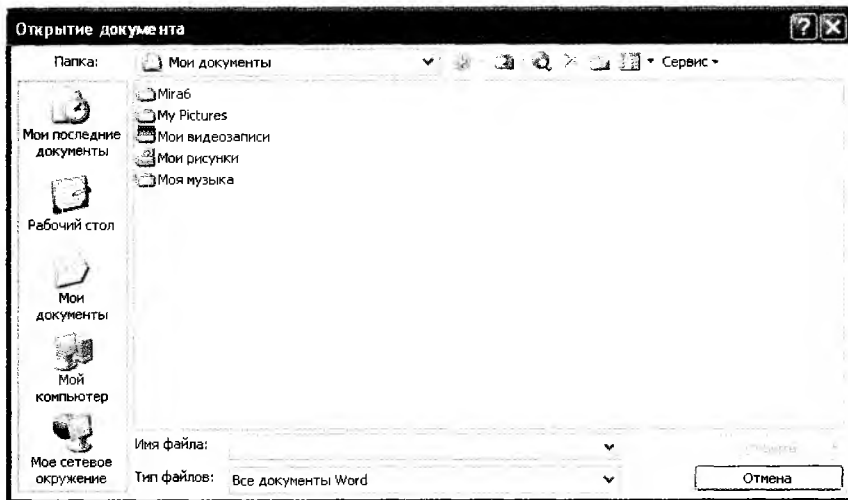 Открытие документа
Папка:
Мои документы
Сервис
Mira6
My Pictures
Мои видеозаписи
Мои рисунки
Моя музыка
Мои последние
документы
Рабочий стол
Мои
документы
Мой
компьютер
Мое сетевое
окружение
Имя файла:
Тип файлов:
Все документы Word
Отмена